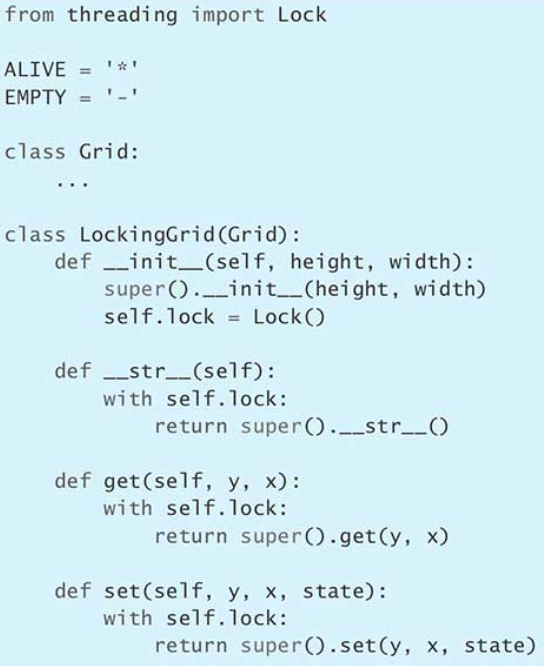 from threading import Lock
ALIVE = '*'
EMPTY = '-'
class Grid:
    ...
class LockingGrid(Grid):
    def __init__(self, height, width):
        super().__init__(height, width)
        self.lock = Lock()
    def __str__(self):
        with self.lock:
            return super().__str__()
    def get(self, y, x):
        with self.lock:
            return super().get(y, x)
    def set(self, y, x, state):
        with self.lock:
            return super().set(y, x, state)